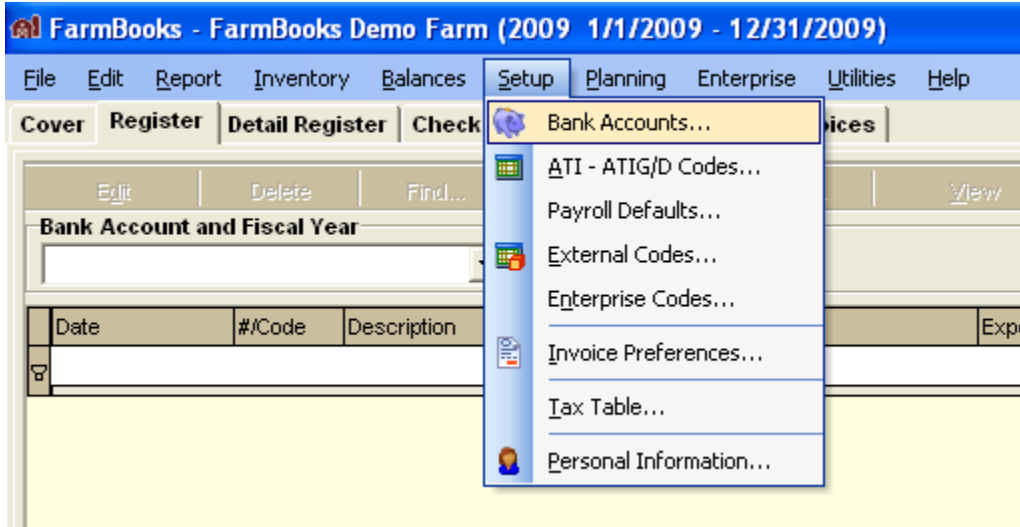 FarmBooks - FarmBooks Demo Farm (2009 1/1/2009 - 12/31/2009)
File Edit Report Inventory Balances Setup Planning Enterprise Utilities Help
Cover Register Detail Register Check
Bank Accounts...
ATI - ATIG/D Codes...
Payroll Defaults...
External Codes...
Enterprise Codes...
Invoice Preferences...
Tax Table...
Personal Information...
Edit Delete Find... View
Bank Account and Fiscal Year
Date #/Code Description